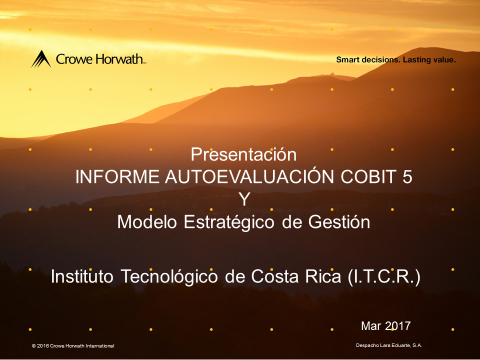 Crowe Horwath™
Smart decisions. Lasting value.
Presentación
INFORME AUTOEVALUACIÓN COBIT 5
Y
Modelo Estratégico de Gestión
Instituto Tecnológico de Costa Rica (I.T.C.R.)
Mar 2017
© 2016 Crowe Horwath International
Despacho Lara Eduarte, S.A.